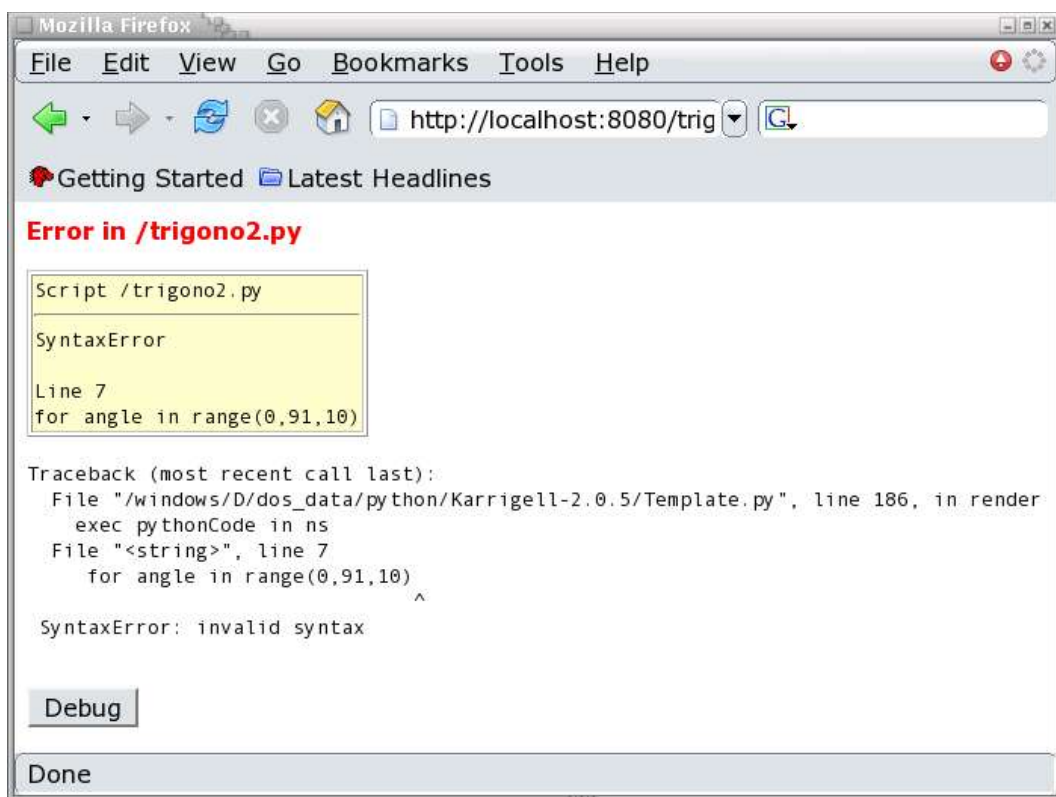 Mozilla Firefox
File Edit View Go Bookmarks Tools Help
http://localhost:8080/trig G
Getting Started Latest Headlines
Error in /trigono2.py
Script /trigono2.py
SyntaxError
Line 7
for angle in range(0,91,10)
Traceback (most recent call last):
  File "/windows/D/dos_data/python/Karrigell-2.0.5/Template.py", line 186, in render
    exec pythonCode in ns
  File "<string>", line 7
     for angle in range(0,91,10)
                                ^
 SyntaxError: invalid syntax
Debug
Done